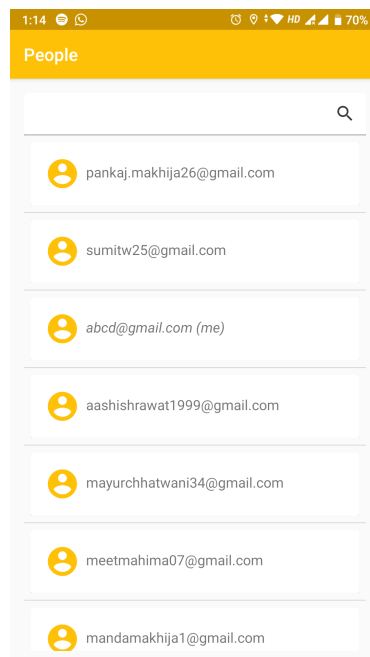 1:14 HD 70%
People
pankaj.makhija26@gmail.com
sumitw25@gmail.com
abcd@gmail.com (me)
aashishrawat1999@gmail.com
mayurchhatwani34@gmail.com
meetmahima07@gmail.com
mandamakhija1@gmail.com